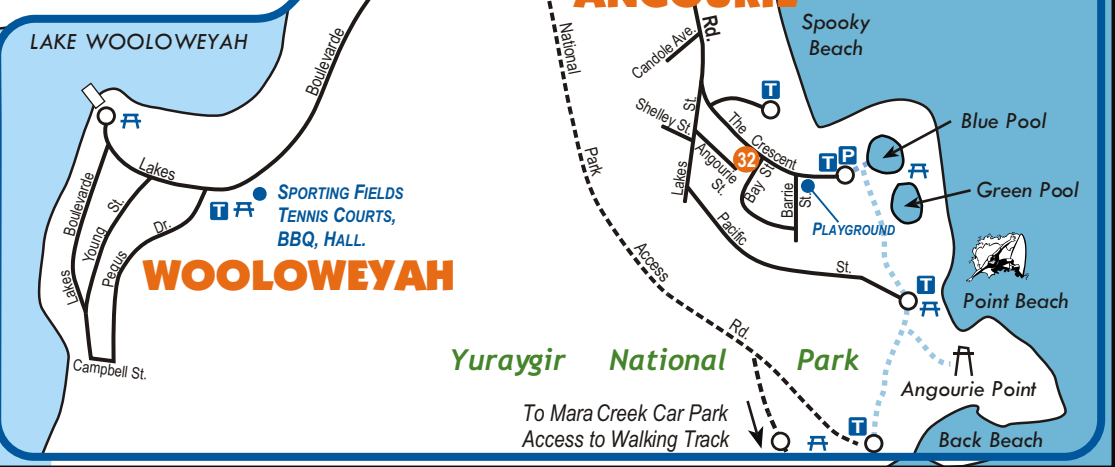 ANGOURIE
LAKE WOOLOWEYAH
Boulevarde
National
Park
Access
Rd.
Rd.
Candole Ave.
Spooky
Beach
T
Shelley St.
Lakes
St.
The Crescent
32
Angourie
St.
Bay St.
Barrie
St.
T P
PLAYGROUND
Blue Pool
Green Pool
Lakes
Boulevarde
Lakes
Young
St.
Pegus
Dr.
T
SPORTING FIELDS
TENNIS COURTS,
BBQ, HALL.
WOOLOWEYAH
Campbell St.
Pacific
St.
T
Point Beach
Yuraygir National Park
Angourie Point
To Mara Creek Car Park
Access to Walking Track
T
Back Beach